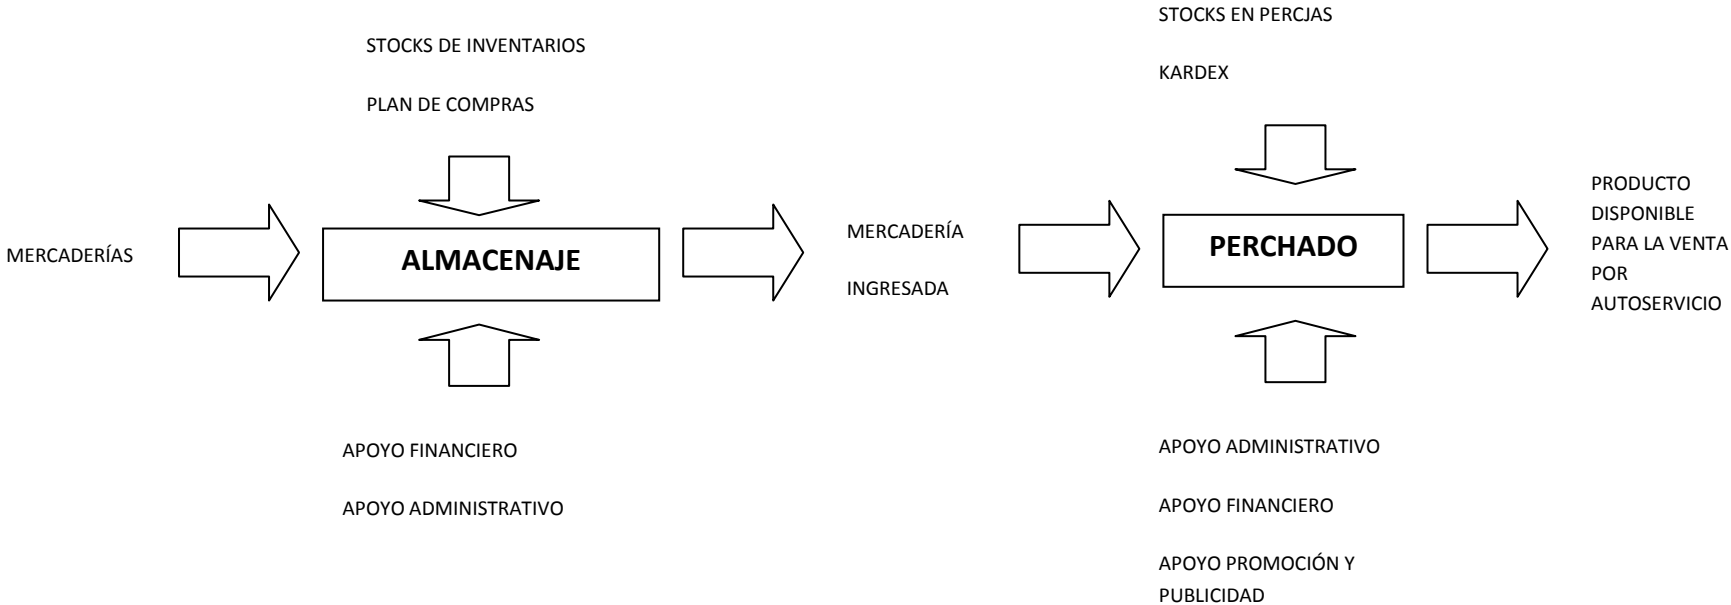 STOCKS DE INVENTARIOS
PLAN DE COMPRAS
STOCKS EN PERCJAS
KARDEX
MERCADERÍAS
ALMACENAJE
MERCADERÍA
INGRESADA
PERCHADO
PRODUCTO
DISPONIBLE
PARA LA VENTA
POR
AUTOSERVICIO
APOYO FINANCIERO
APOYO ADMINISTRATIVO
APOYO ADMINISTRATIVO
APOYO FINANCIERO
APOYO PROMOCIÓN Y
PUBLICIDAD